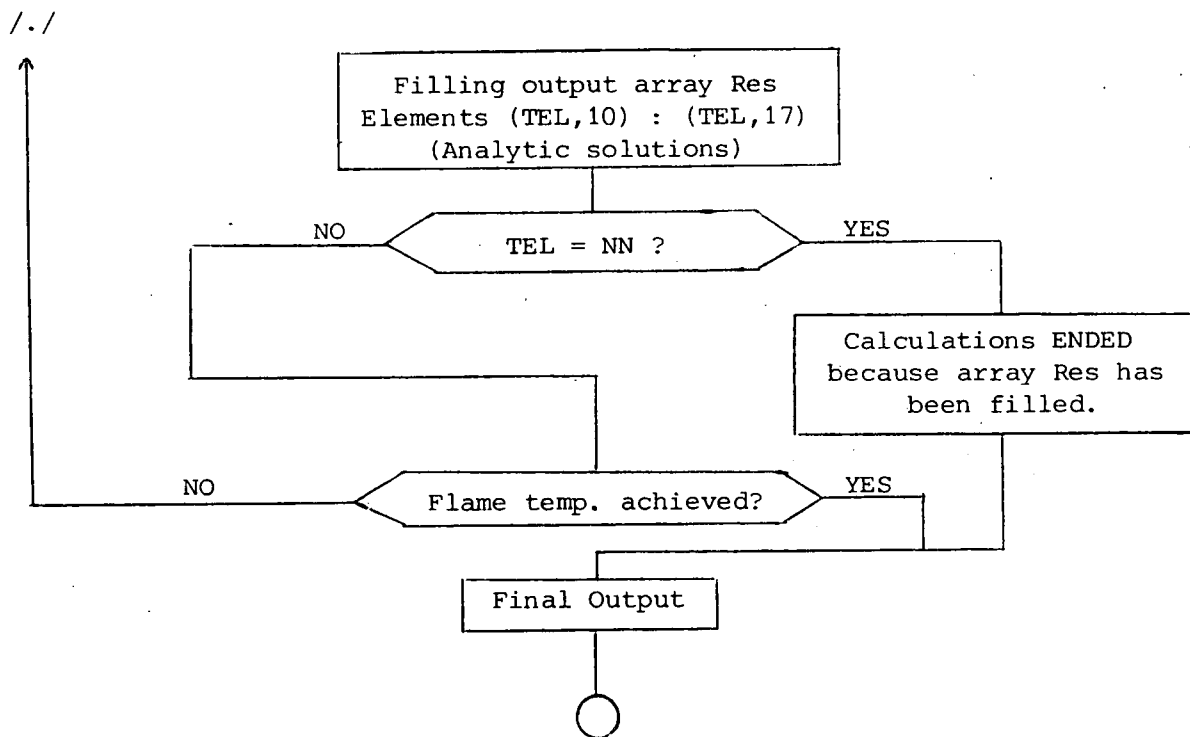 /./
Filling output array Res
Elements (TEL,10) : (TEL,17)
(Analytic solutions)
NO
TEL = NN ?
YES
Calculations ENDED
because array Res has
been filled.
NO
Flame temp. achieved?
YES
Final Output